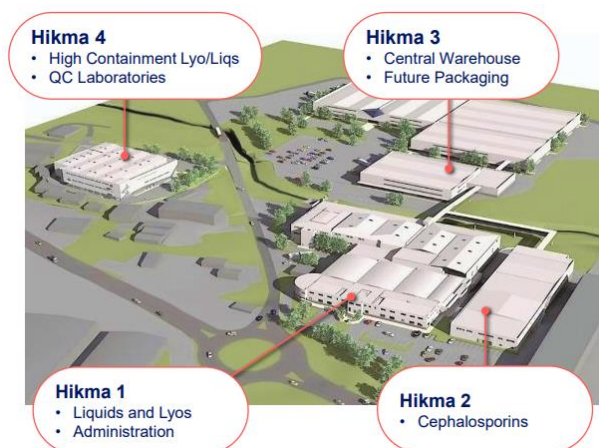 Hikma 4
• High Containment Lyo/Liqs
• QC Laboratories
Hikma 3
• Central Warehouse
• Future Packaging
Hikma 1
• Liquids and Lyos
• Administration
Hikma 2
• Cephalosporins